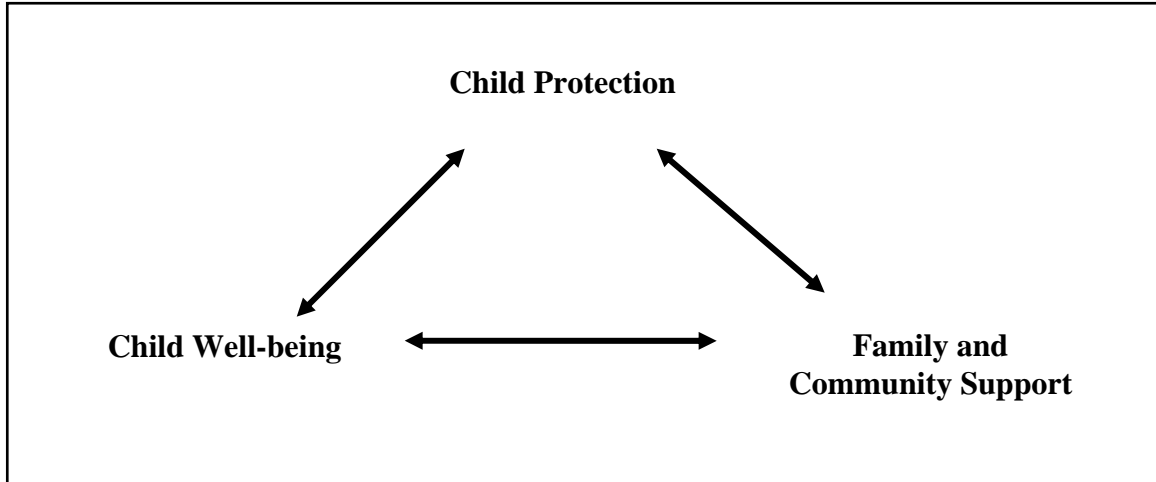 Child Protection
Child Well-being
Family and
Community Support